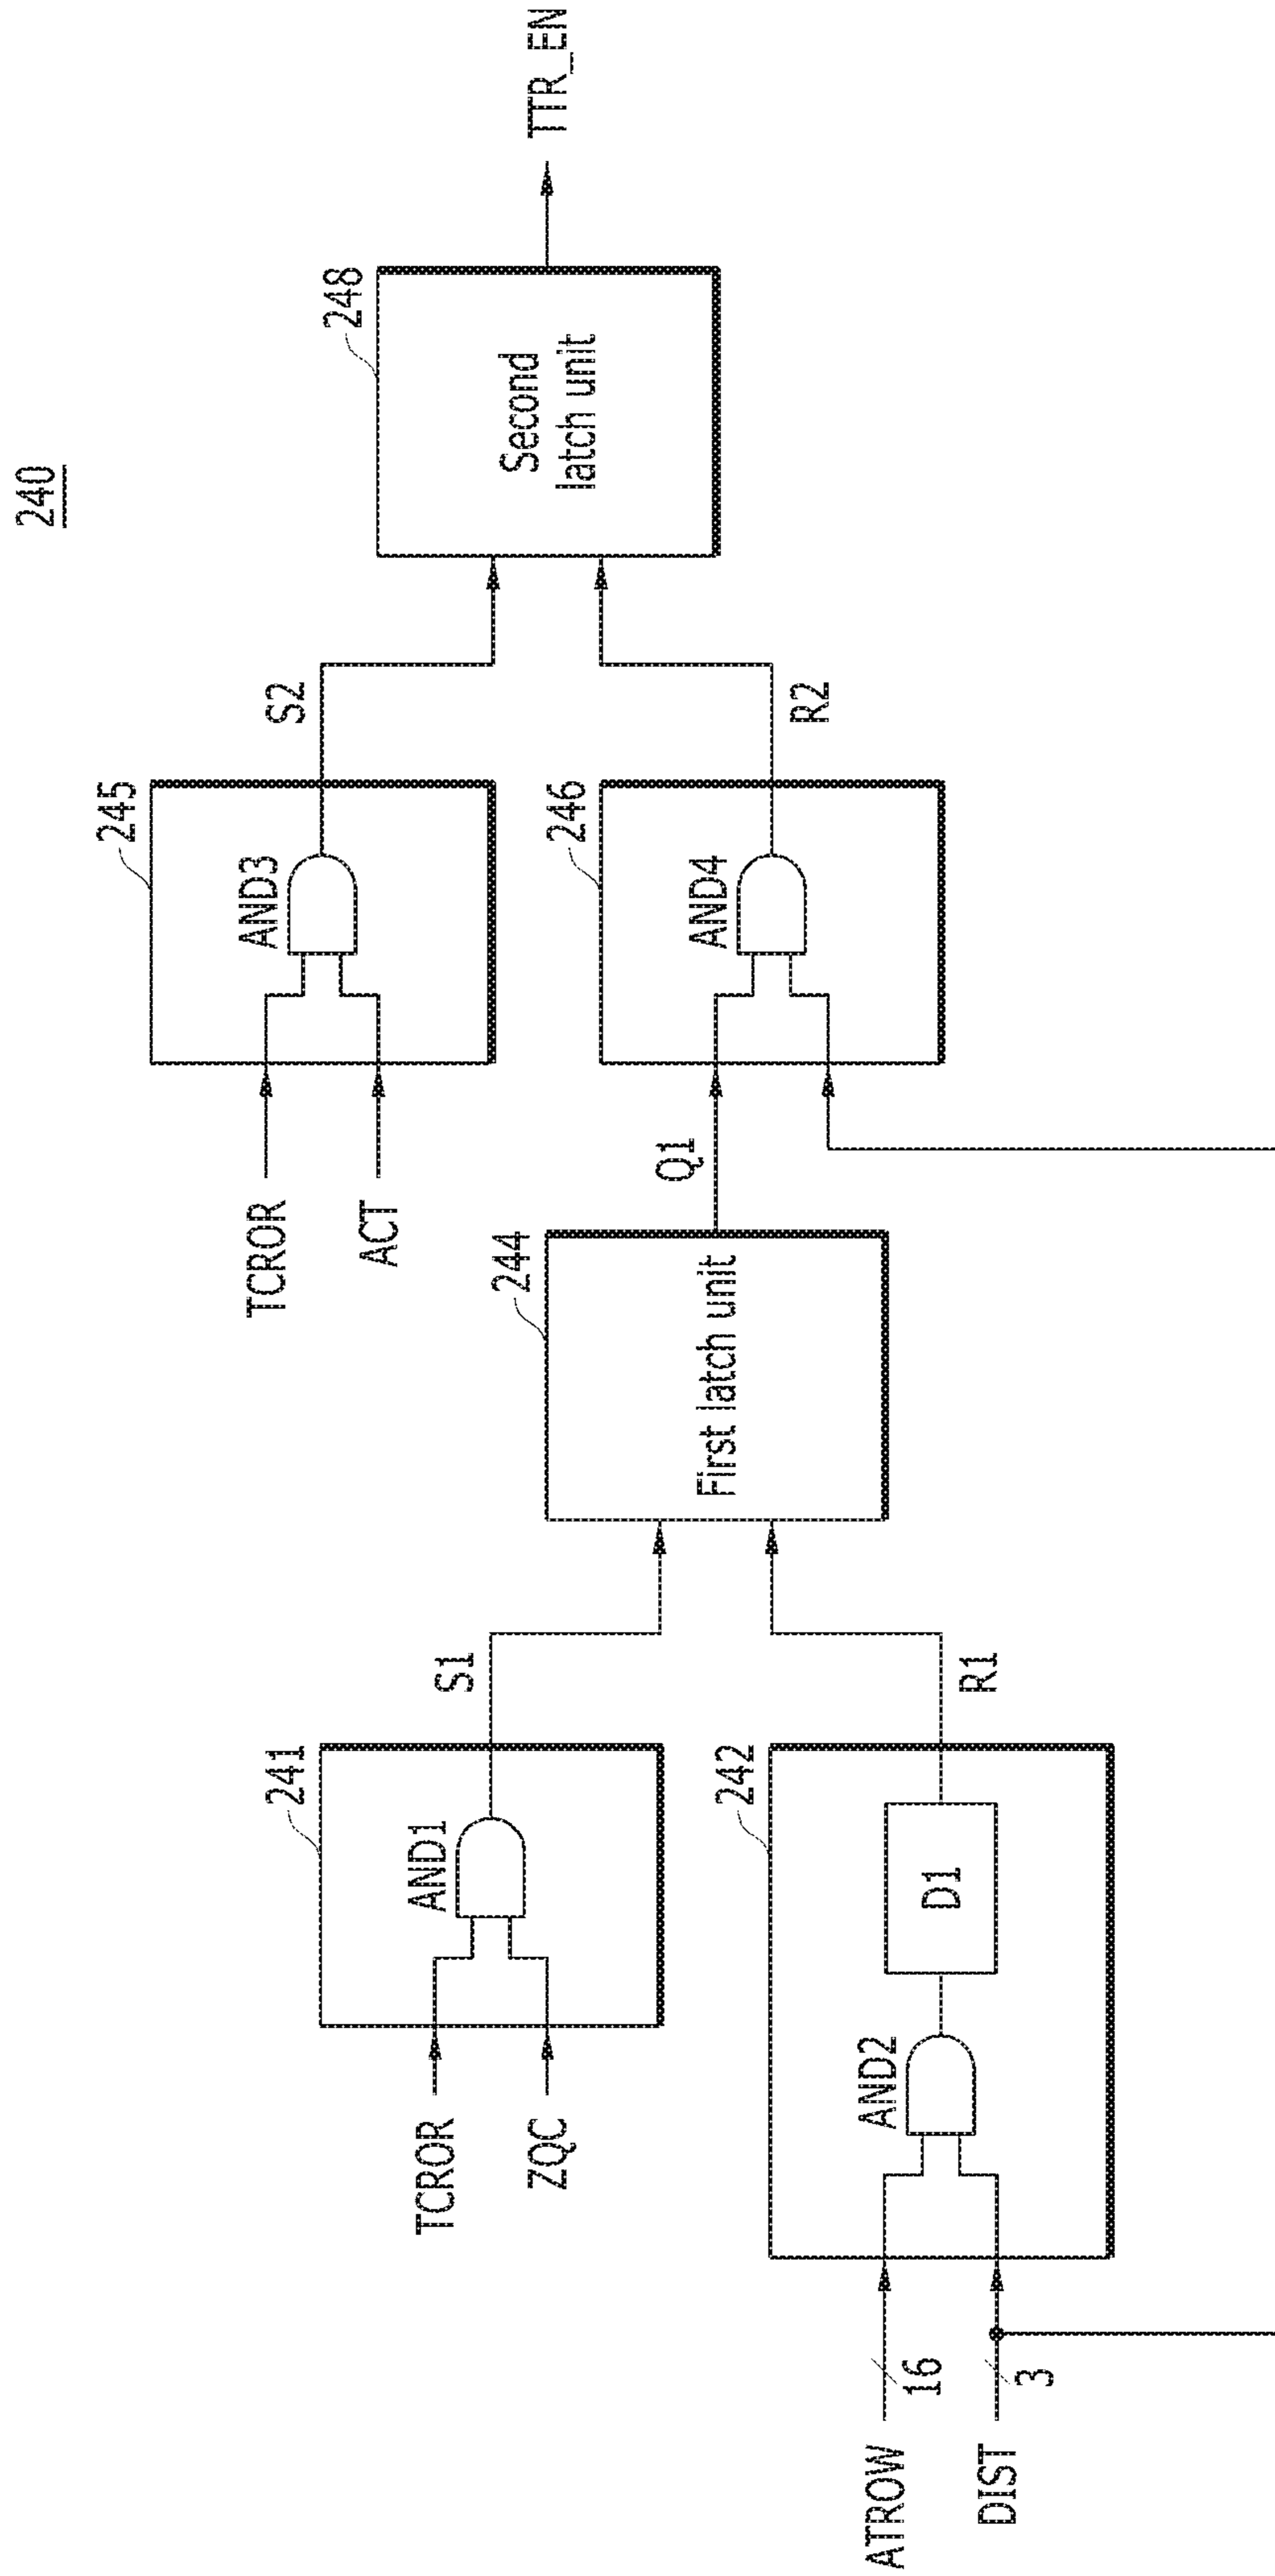 240
TCROR
ZQC
241
AND1
S1
ATROW
16
DIST
3
242
AND2
D1
R1
244
First latch unit
Q1
TCROR
ACT
245
AND3
S2
246
AND4
R2
248
Second
latch unit
TTR_EN